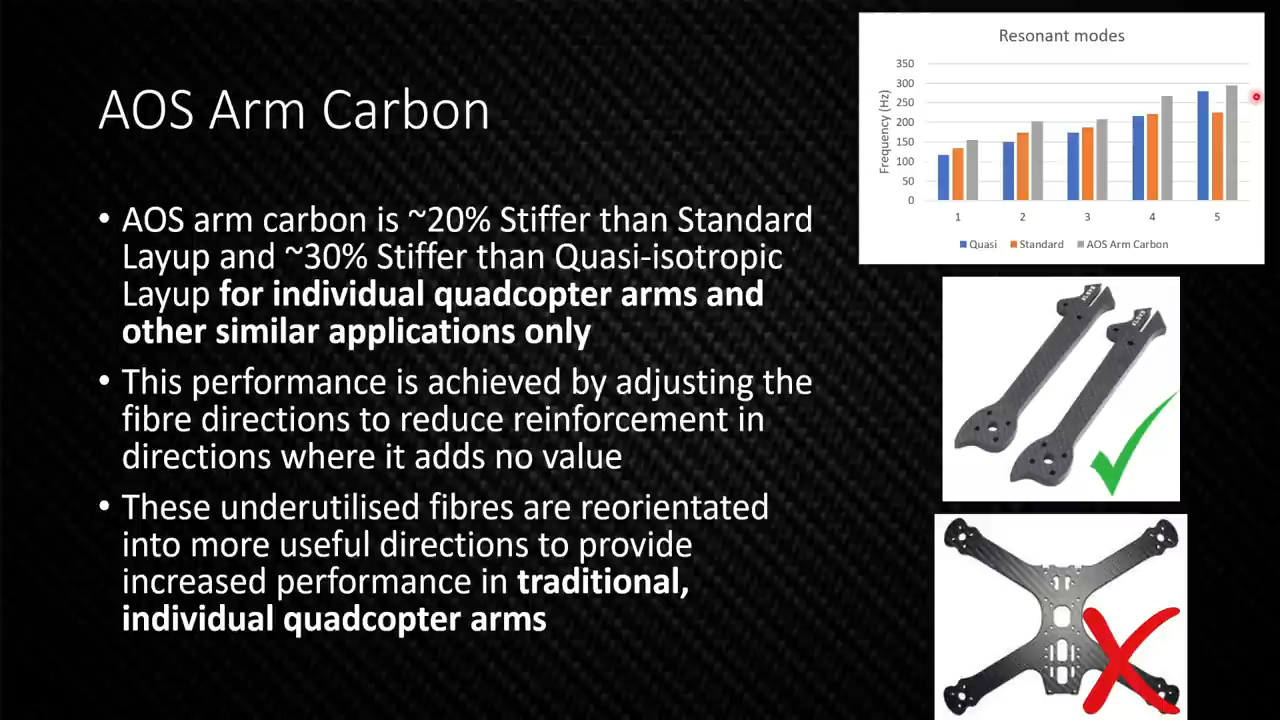 AOS Arm Carbon
• AOS arm carbon is ~20% Stiffer than Standard
Layup and ~30% Stiffer than Quasi-isotropic
Layup for individual quadcopter arms and
other similar applications only
• This performance is achieved by adjusting the
fibre directions to reduce reinforcement in
directions where it adds no value
• These underutilised fibres are reorientated
into more useful directions to provide
increased performance in traditional,
individual quadcopter arms
Resonant modes
Frequency (Hz)
350
300
250
200
150
100
50
0
1 2 3 4 5
Quasi Standard AOS Arm Carbon